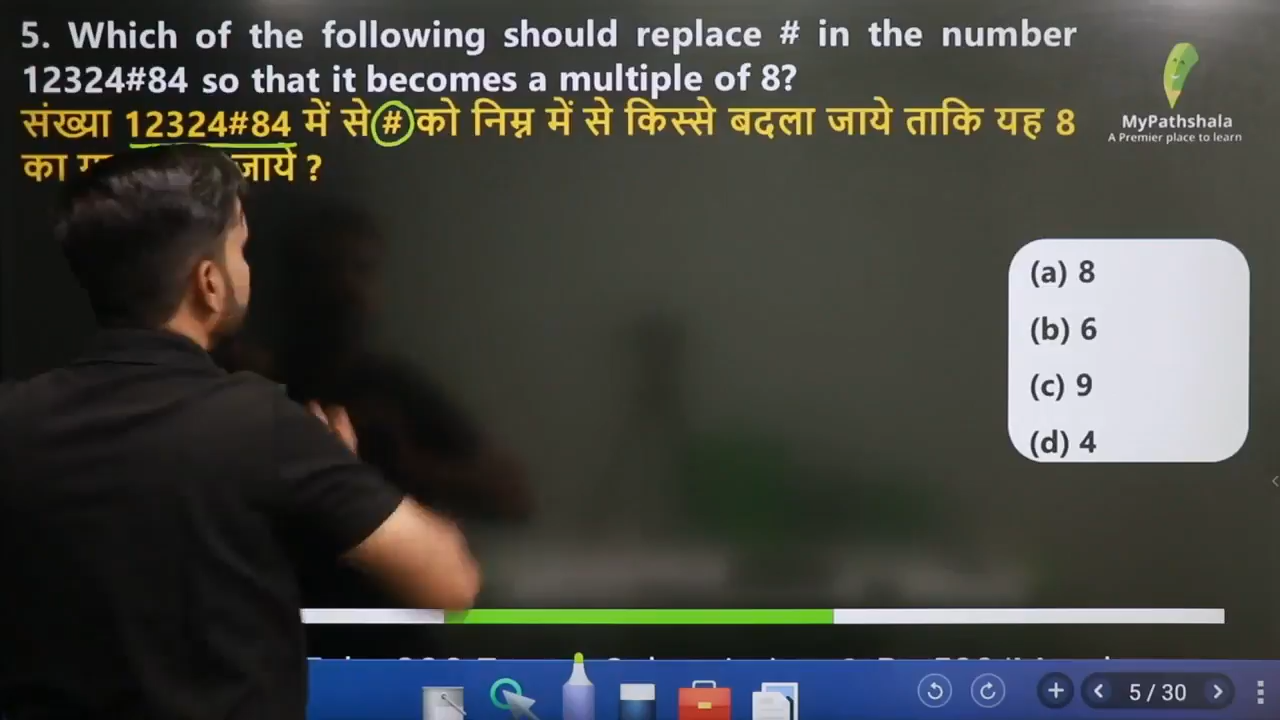 5. Which of the following should replace # in the number
12324#84 so that it becomes a multiple of 8?
संख्या 12324#84 में से # को निम्न में से किस्से बदला जाये ताकि यह 8
का जाये ?
MyPathshala
A Premier place to learn
(a) 8
(b) 6
(c) 9
(d) 4
5 / 30